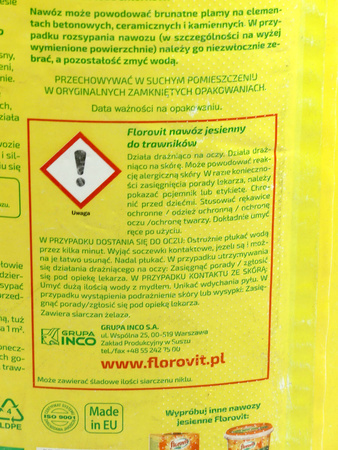 Nawóz może powodować brunatne plamy na elemen-
tach betonowych, ceramicznych i kamiennych. W przy-
padku rozsypania nawozu (w szczególności na wyżej
wymienione powierzchnie) należy go niezwłocznie ze-
brać, a pozostałość zmyć wodą.
PRZECHOWYWAĆ W SUCHYM POMIESZCZENIU
W ORYGINALNYCH ZAMKNIĘTYCH OPAKOWANIACH.
Data ważności na opakowaniu.
Florovit nawóz jesienny
do trawników
Działa drażniąco na oczy. Działa draż-
niąco na skórę. Może powodować reak-
cję alergiczną skóry. W razie konieczno-
ści zasięgnięcia porady lekarza, należy
pokazać pojemnik lub etykietę. Chro-
nić przed dziećmi. Stosować rękawice
ochronne / odzież ochronną / ochronę
oczu /ochronę twarzy. Dokładnie umyć
ręce po użyciu.
Uwaga
W PRZYPADKU DOSTANIA SIĘ DO OCZU: Ostrożnie płukać wodą
przez kilka minut. Wyjąć soczewki kontaktowe, jeżeli są i moż-
na je łatwo usunąć. Nadal płukać. W przypadku utrzymywania
się działania drażniącego na oczy: Zasięgnąć porady / zgłosić
się pod opiekę lekarza. W PRZYPADKU KONTAKTU ZE SKÓRĄ:
Umyć dużą ilością wody z mydłem. Unikać wdychania pyłu. W
przypadku wystąpienia podrażnienia skóry lub wysypki: Zasię-
gnąć porady/zgłosić się pod opiekę lekarza.
Zawiera siarczan żelaza.
GRUPA
INCO
GRUPA INCO S.A.
ul. Wspólna 25, 00-519 Warszawa
Zakład Produkcyjny w Suszu
tel./fax +48 55 242 75 00
www.florovit.pl
Może zawierać śladowe ilości siarczenu niklu.
4
LDPE
ISO 9001
Made
in EU
Wypróbuj inne nawozy
jesienne Florovit: